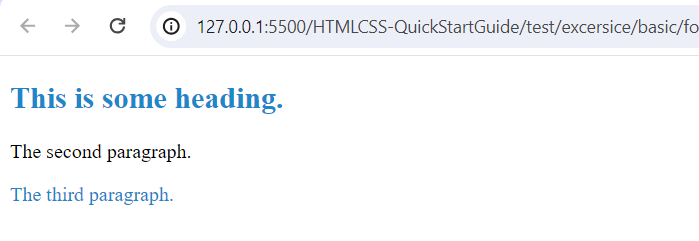 127.0.0.1:5500/HTMLCSS-QuickStartGuide/test/excersice/basic/fo
This is some heading.
The second paragraph.
The third paragraph.